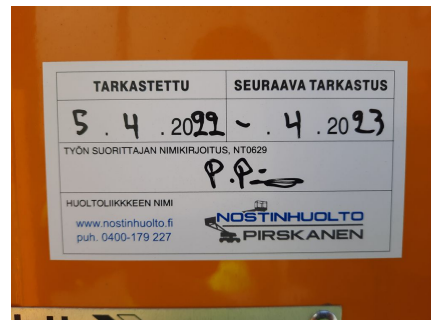 TARKASTETTU SEURAAVA TARKASTUS
5 . 4 . 2022 - . 4 . 2023
TYÖN SUORITTAJAN NIMIKIRJOITUS, NT0629
P.P
HUOLTOLIIKKKEEN NIMI
www.nostinhuolto.fi
puh. 0400-179 227
NOSTINHUOLTO
PIRSKANEN